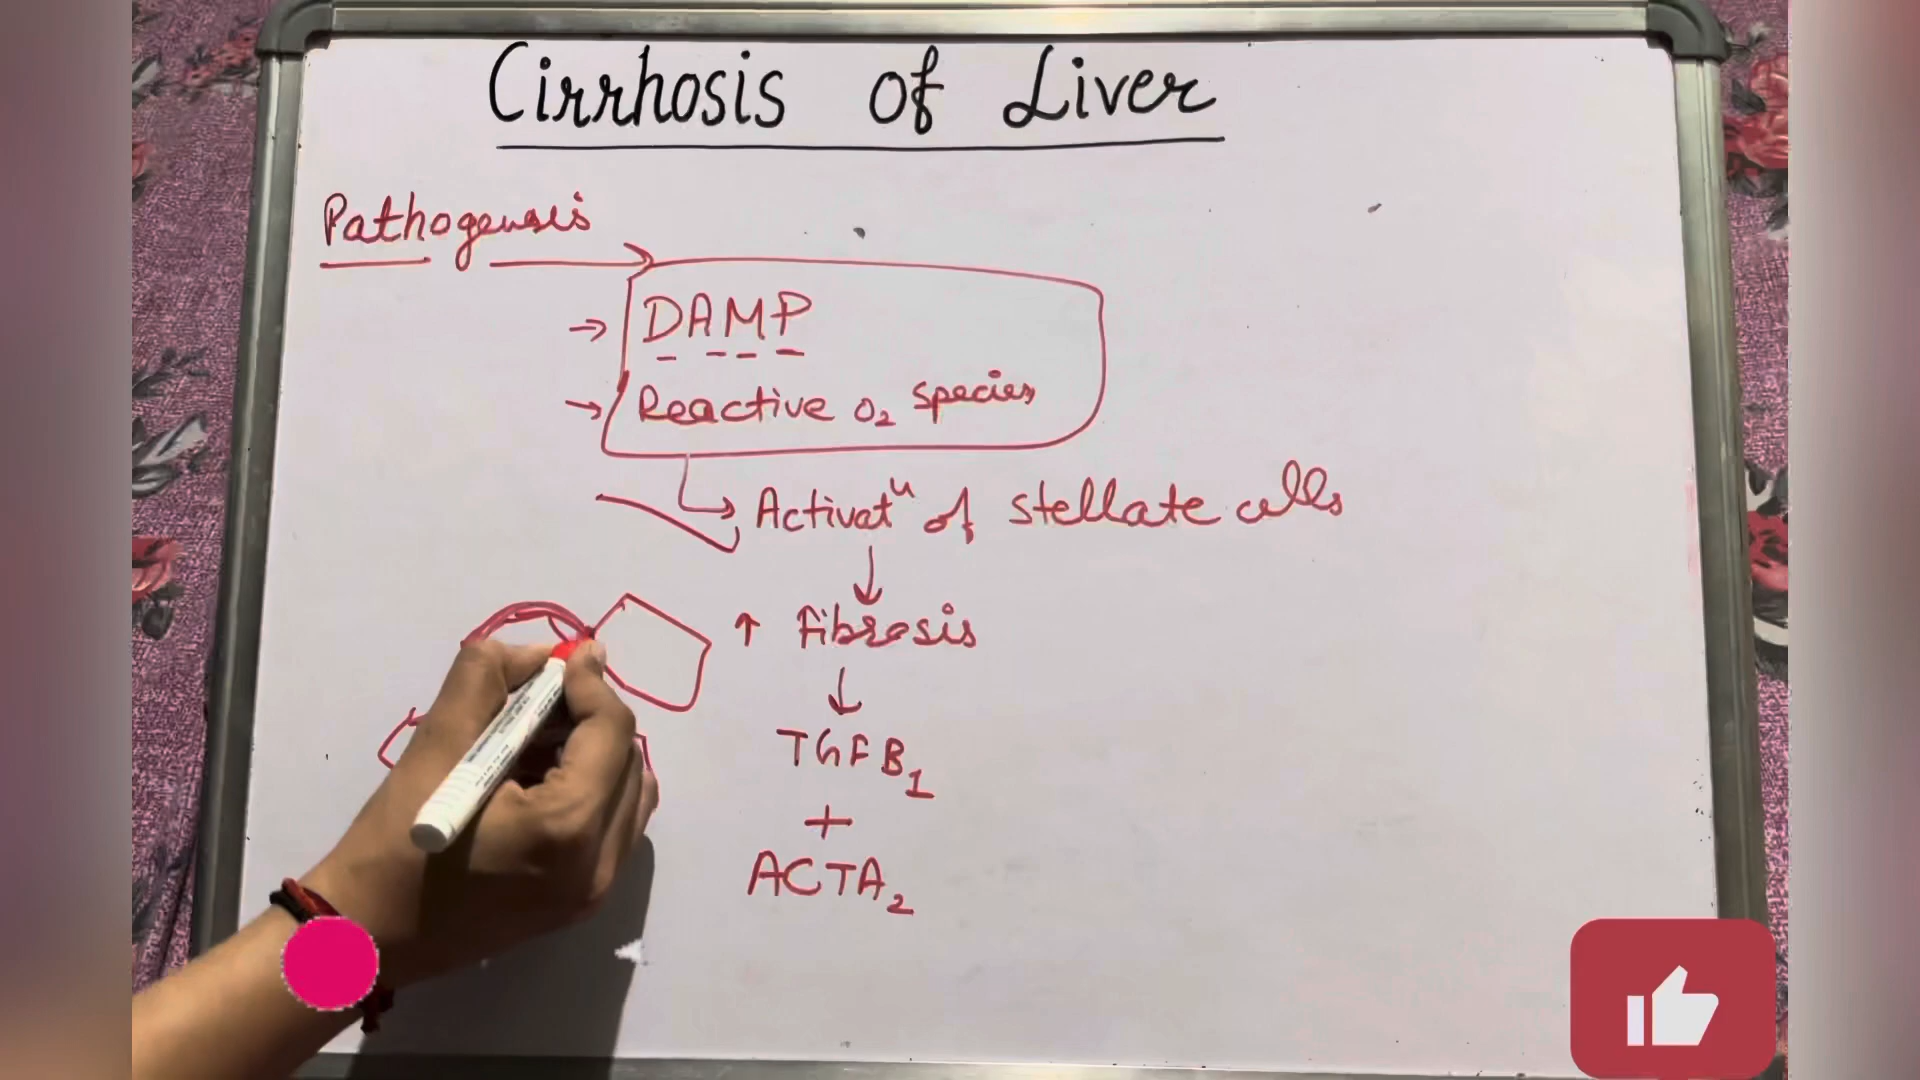 Cirrhosis of Liver
Pathogenesis
→ DAMP
→ Reactive O₂ species
→ Activatⁿ of stellate cells
↓
↑ Fibrosis
↓
TGFB₁
+
ACTA₂